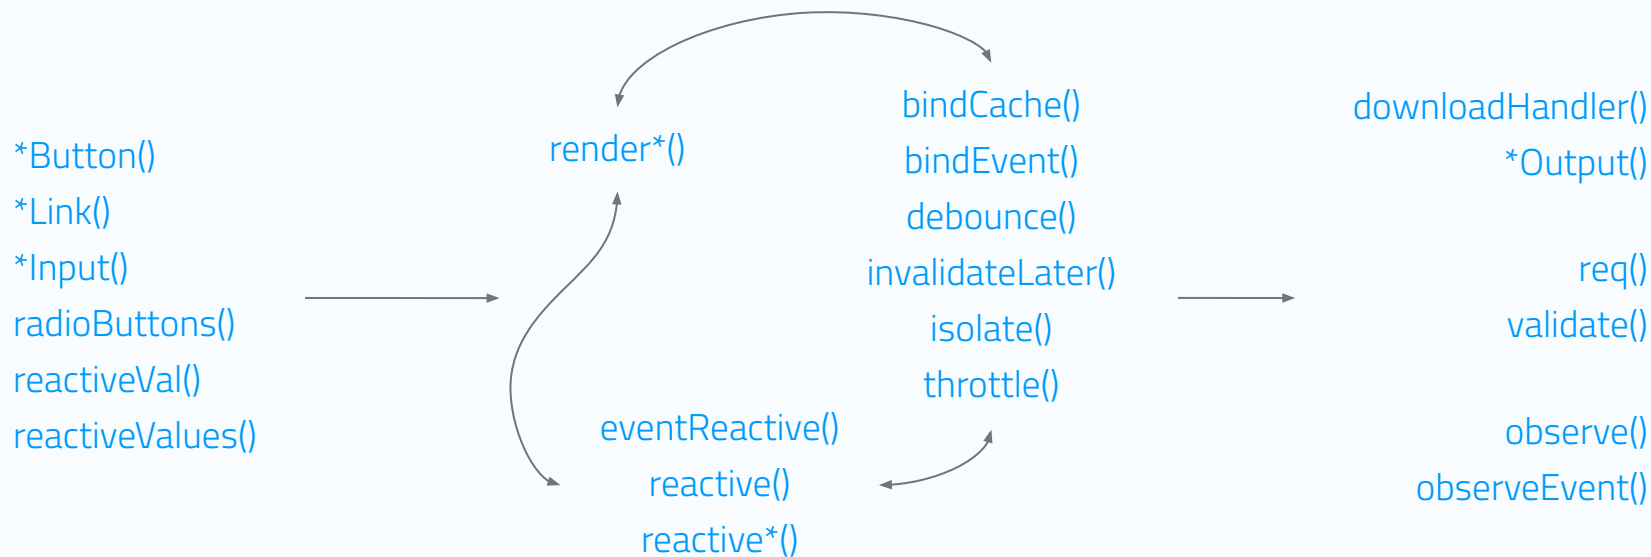 *Button()
*Link()
*Input()
radioButtons()
reactiveVal()
reactiveValues()
render*()
eventReactive()
reactive()
reactive*()
bindCache()
bindEvent()
debounce()
invalidateLater()
isolate()
throttle()
downloadHandler()
*Output()
req()
validate()
observe()
observeEvent()